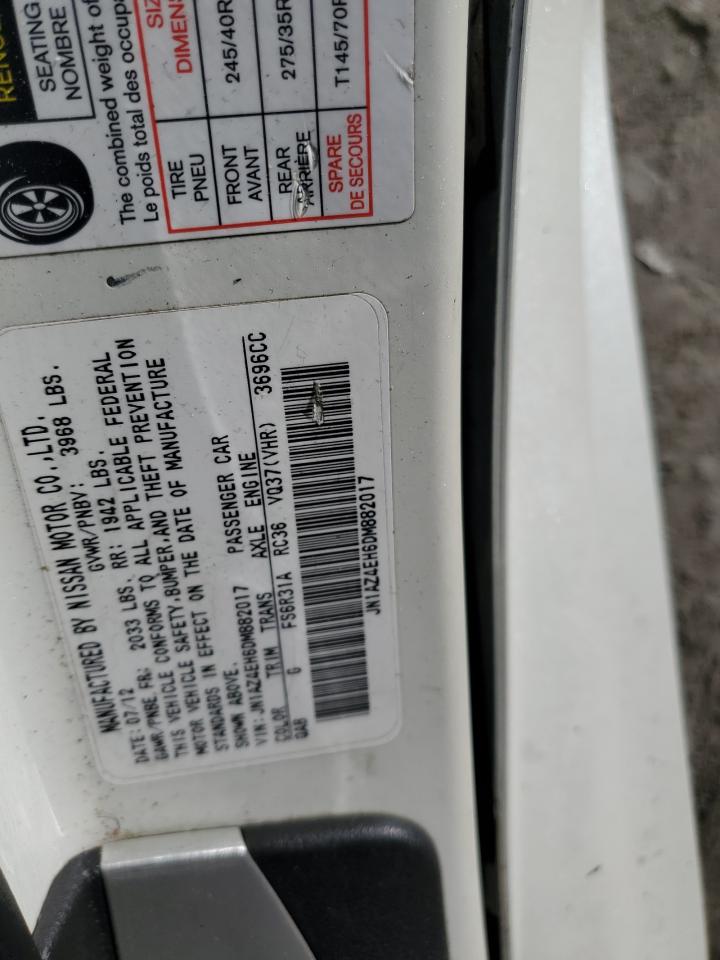 RENS
SEATING
NOMBRE
The combined weight of
Le poids total des occupa
TIRE
PNEU
SIZ
DIMENS
FRONT
AVANT
245/40R
REAR
ARRIÈRE
275/35R
SPARE
DE SECOURS
T145/70R
MANUFACTURED BY NISSAN MOTOR CO.,LTD.
DATE: 07/12 GVWR/PNBV: 3968 LBS.
GAWR/PNBE FR: 2033 LBS. RR: 1942 LBS.
THIS VEHICLE CONFORMS TO ALL APPLICABLE FEDERAL
MOTOR VEHICLE SAFETY,BUMPER,AND THEFT PREVENTION
STANDARDS IN EFFECT ON THE DATE OF MANUFACTURE
SHOWN ABOVE.
VIN: JN1AZ4EH6DM882017 PASSENGER CAR
COLOR TRIM TRANS AXLE ENGINE
QAB G FS6R31A RC36 VQ37(VHR) 3696CC
JN1AZ4EH6DM882017